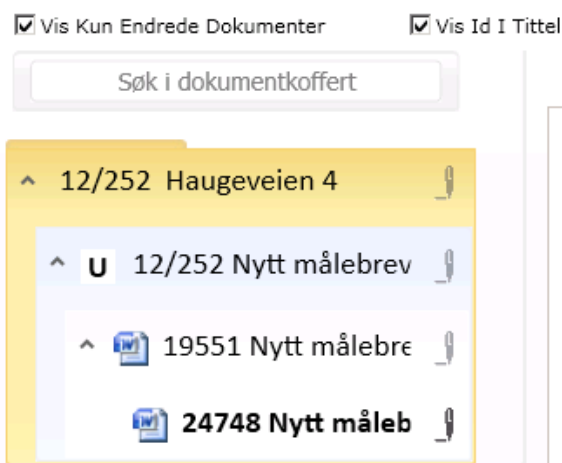 Vis Kun Endrede Dokumenter
Vis Id I Tittel
Søk i dokumentkoffert
12/252 Haugeveien 4
U 12/252 Nytt målebrev
19551 Nytt målebre
24748 Nytt måleb